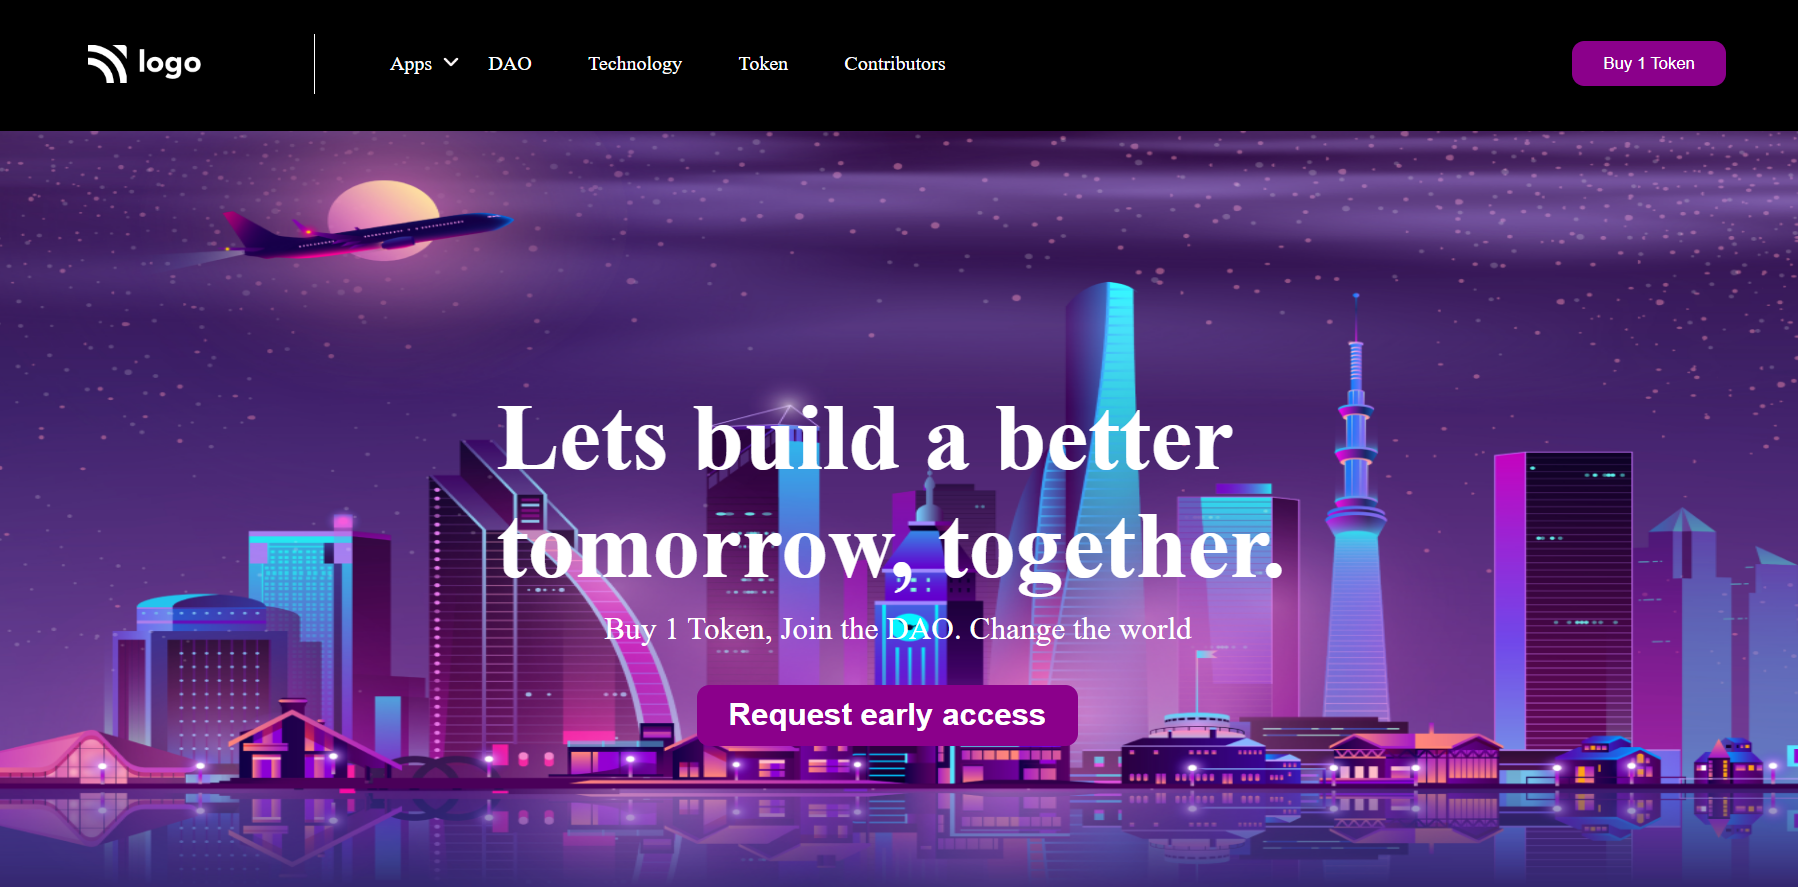 logo
Apps
DAO
Technology
Token
Contributors
Buy 1 Token
Lets build a better
tomorrow, together.
Buy 1 Token, Join the DAO. Change the world
Request early access